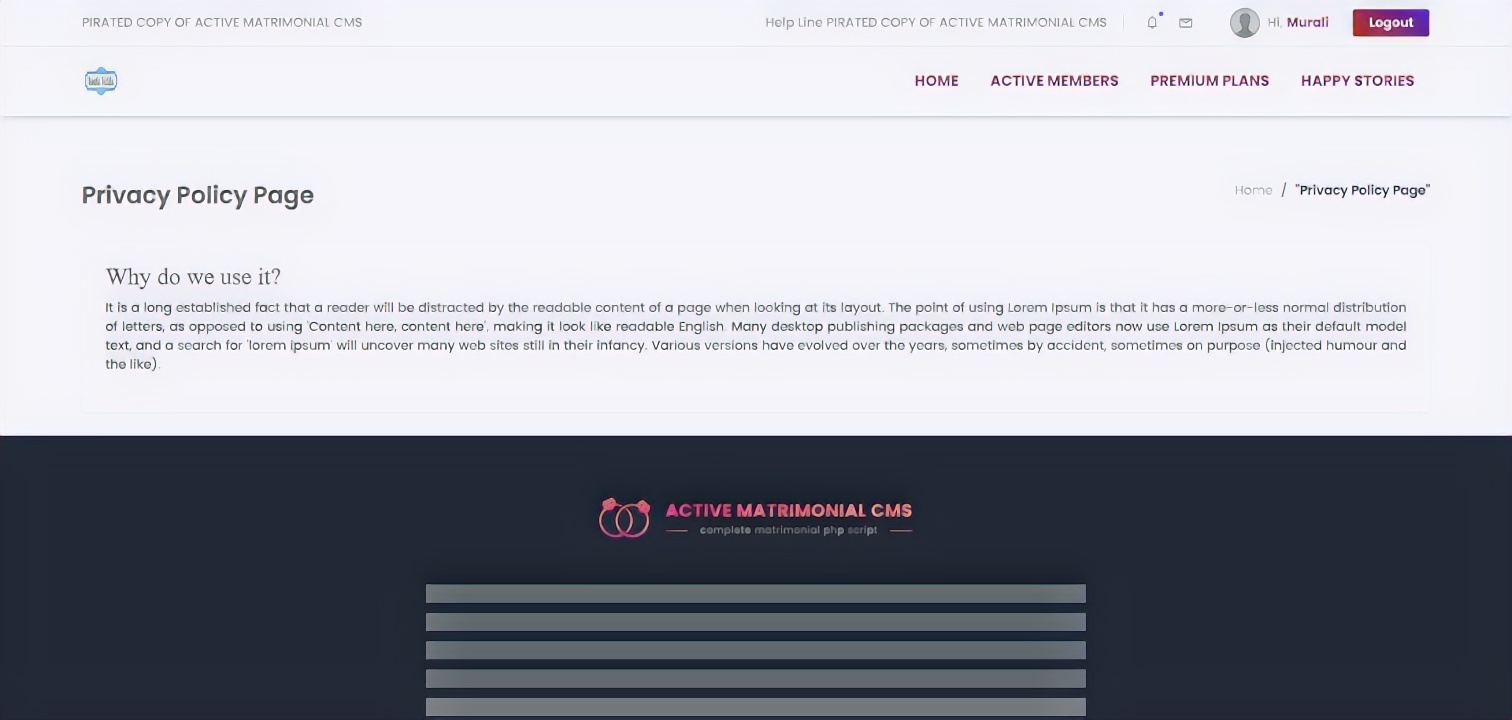 PIRATED COPY OF ACTIVE MATRIMONIAL CMS
Help Line PIRATED COPY OF ACTIVE MATRIMONIAL CMS
Hi, Murali
Logout
HOME ACTIVE MEMBERS PREMIUM PLANS HAPPY STORIES
Privacy Policy Page
Home / "Privacy Policy Page"
Why do we use it?
It is a long established fact that a reader will be distracted by the readable content of a page when looking at its layout. The point of using Lorem Ipsum is that it has a more-or-less normal distribution
of letters, as opposed to using 'Content here, content here', making it look like readable English. Many desktop publishing packages and web page editors now use Lorem Ipsum as their default model
text, and a search for 'lorem ipsum' will uncover many web sites still in their infancy. Various versions have evolved over the years, sometimes by accident, sometimes on purpose (injected humour and
the like).
ACTIVE MATRIMONIAL CMS
complete matrimonial php script